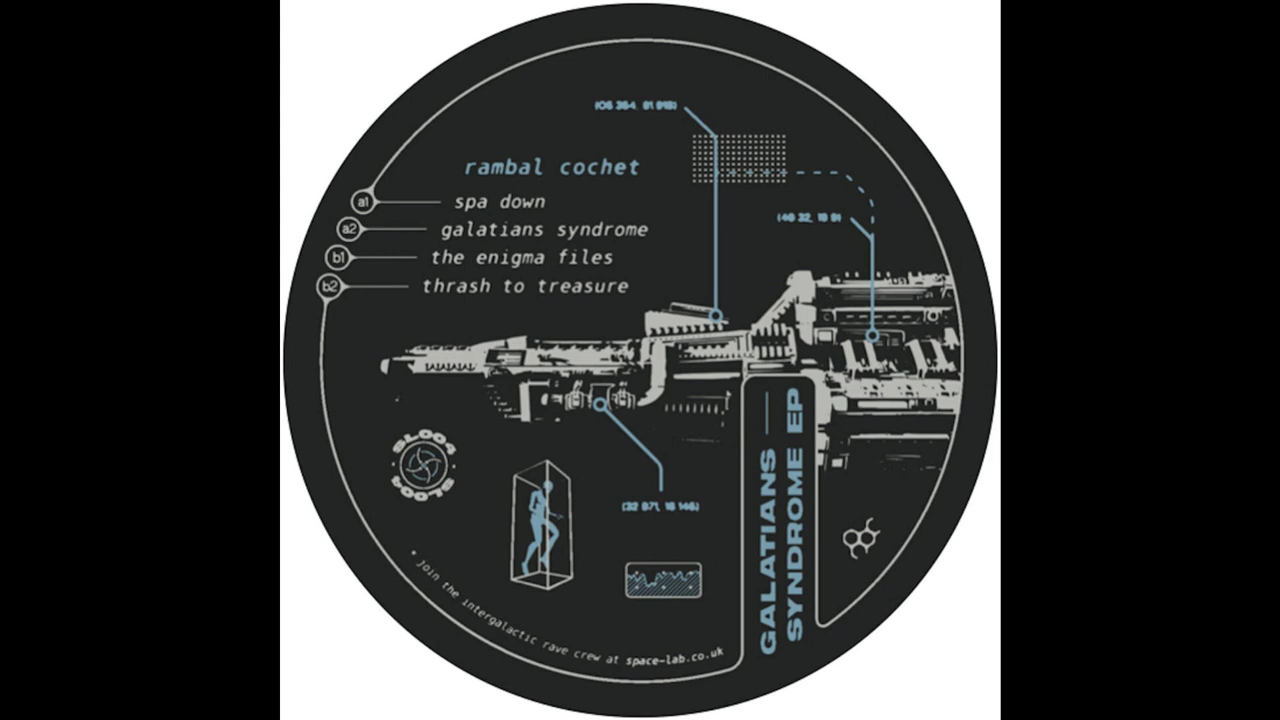 rambal cochet
a1 spa down
a2 galatians syndrome
b1 the enigma files
b2 thrash to treasure
SL004
SL004
GALATIANS
SYNDROME EP
• join the intergalactic rave crew at space-lab.co.uk